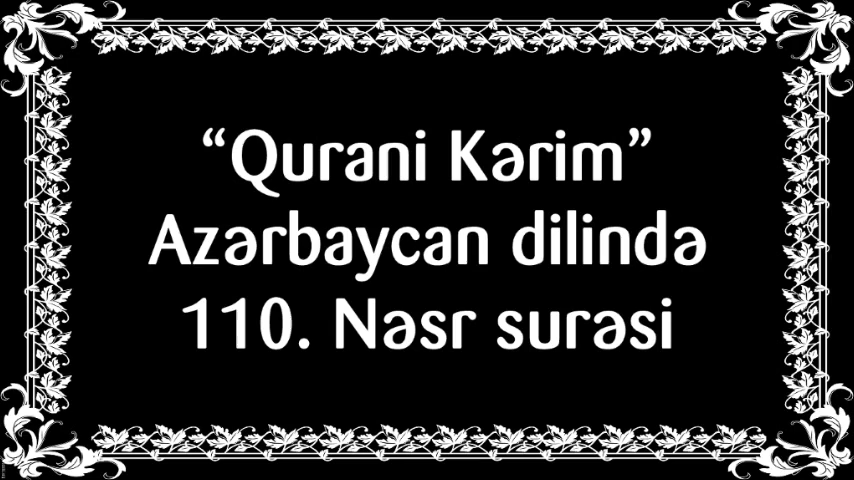 “Qurani Kərim”
Azərbaycan dilində
110. Nəsr surəsi